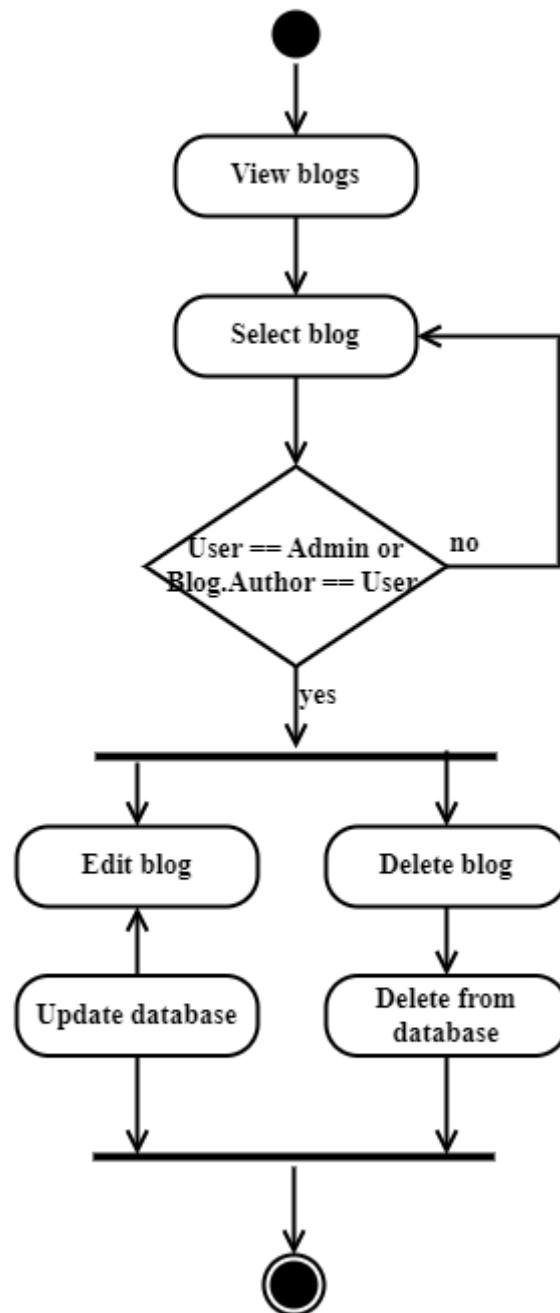 View blogs
Select blog
User == Admin or
Blog.Author == User
no
yes
Edit blog
Delete blog
Update database
Delete from
database